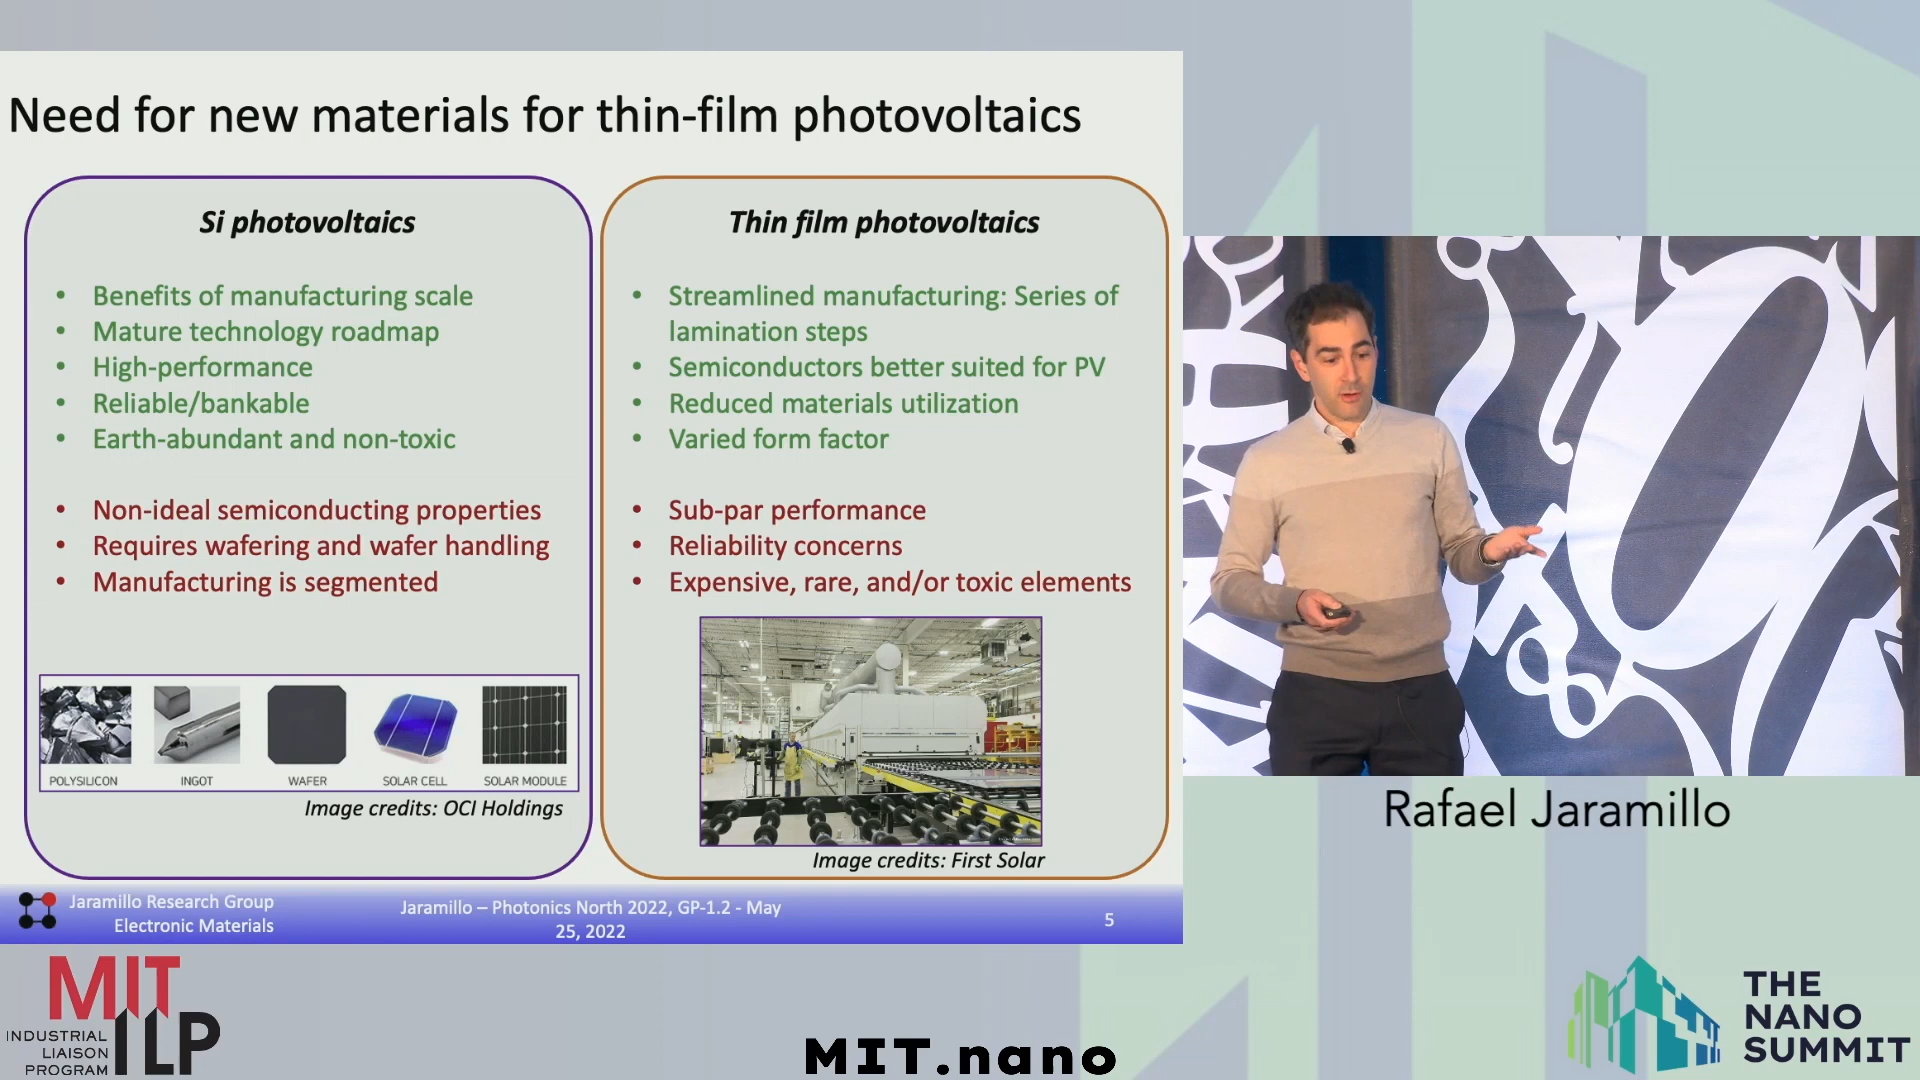 Need for new materials for thin-film photovoltaics
Si photovoltaics
• Benefits of manufacturing scale
• Mature technology roadmap
• High-performance
• Reliable/bankable
• Earth-abundant and non-toxic
• Non-ideal semiconducting properties
• Requires wafering and wafer handling
• Manufacturing is segmented
POLYSILICON
INGOT
WAFER
SOLAR CELL
SOLAR MODULE
Image credits: OCI Holdings
Thin film photovoltaics
• Streamlined manufacturing: Series of
lamination steps
• Semiconductors better suited for PV
• Reduced materials utilization
• Varied form factor
• Sub-par performance
• Reliability concerns
• Expensive, rare, and/or toxic elements
Image credits: First Solar
Jaramillo Research Group
Electronic Materials
Jaramillo – Photonics North 2022, GP-1.2 - May
25, 2022
5
Rafael Jaramillo
MIT
ILP
INDUSTRIAL
LIAISON
PROGRAM
MIT.nano
THE
NANO
SUMMIT